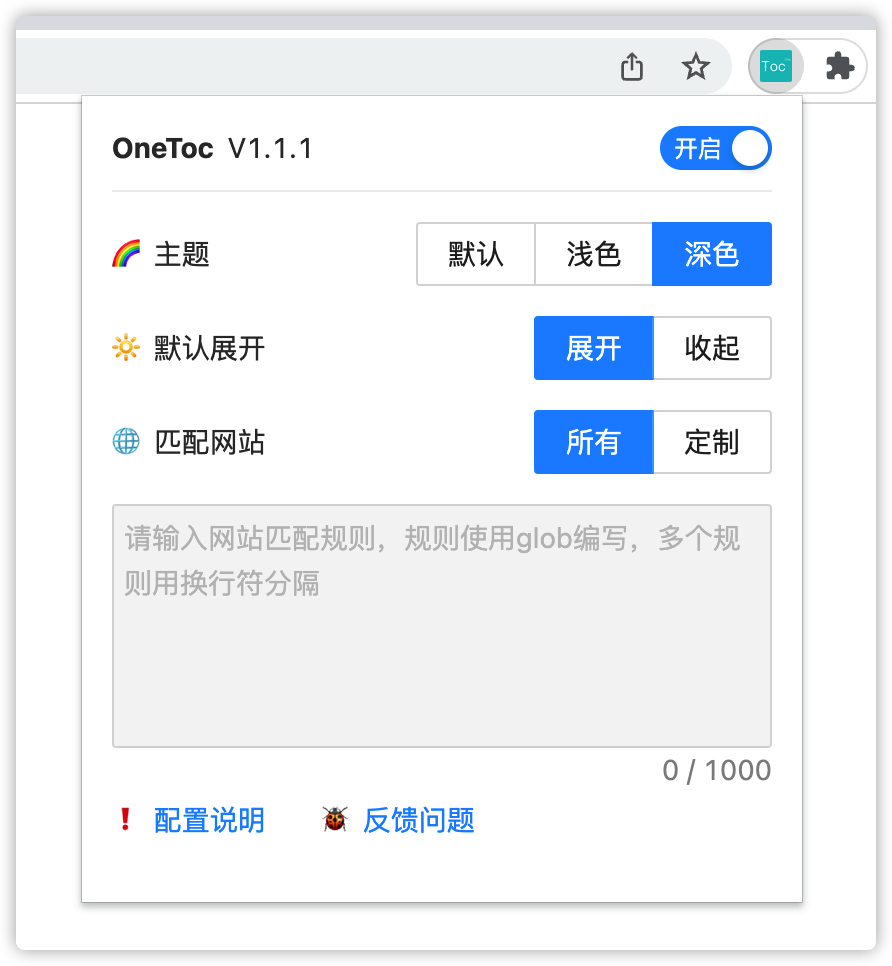 Toc
OneToc V1.1.1 开启
主题 默认 浅色 深色
默认展开 展开 收起
匹配网站 所有 定制
请输入网站匹配规则，规则使用glob编写，多个规
则用换行符分隔
0 / 1000
配置说明 反馈问题